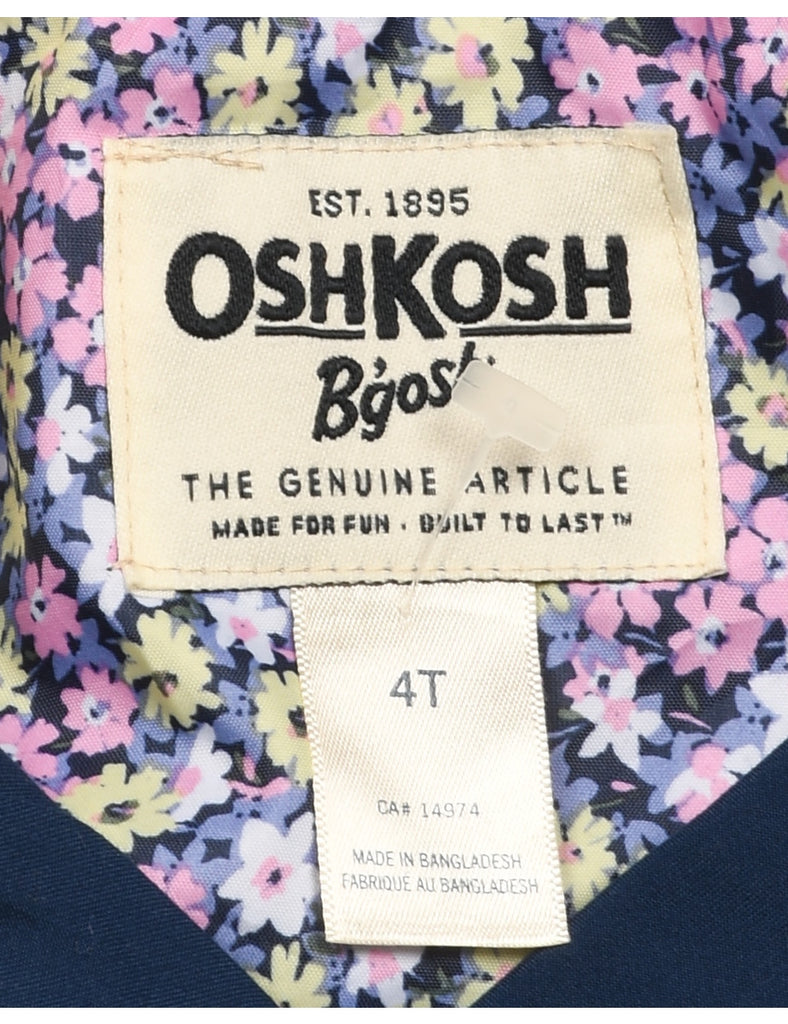 EST. 1895
OSHKOSH
B'gosh
THE GENUINE ARTICLE
MADE FOR FUN · BUILT TO LAST™
4T
CA# 14974
MADE IN BANGLADESH
FABRIQUE AU BANGLADESH